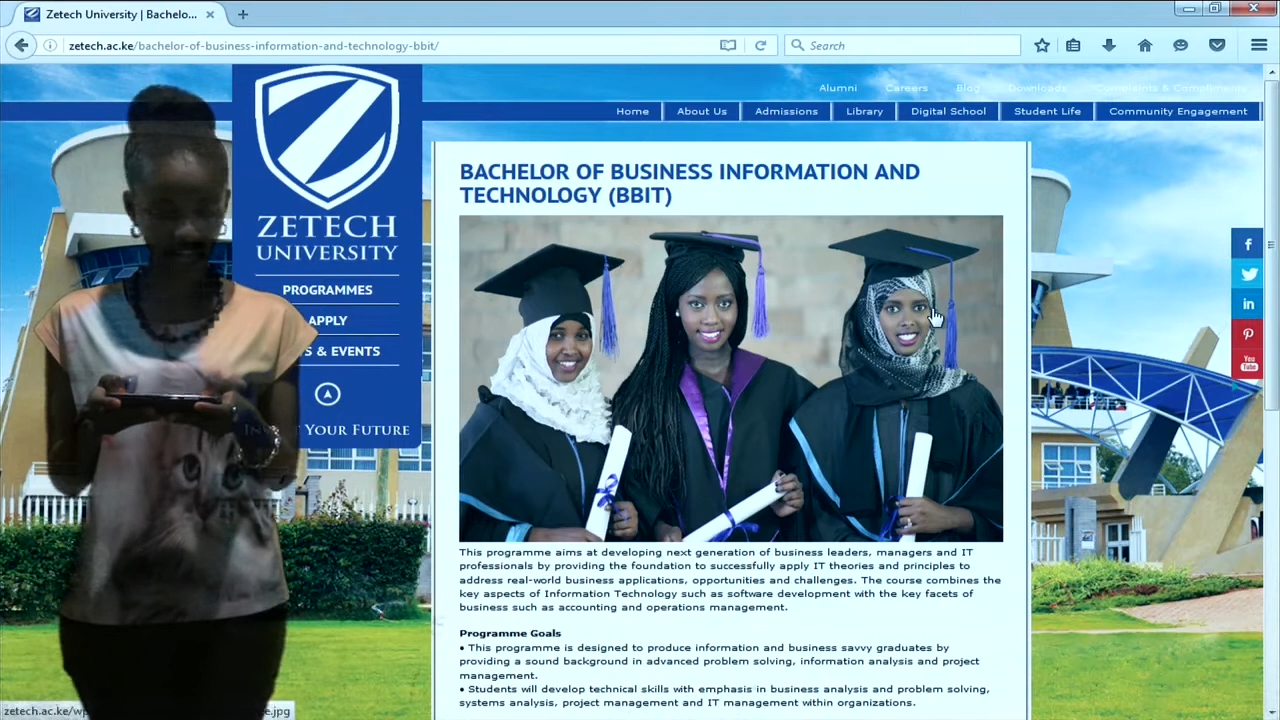 Zetech University | Bachelo...
zetech.ac.ke/bachelor-of-business-information-and-technology-bbit/
Search
Alumni Careers Blog Downloads Complaints & Compliments
Home About Us Admissions Library Digital School Student Life Community Engagement
ZETECH
UNIVERSITY
PROGRAMMES
APPLY
& EVENTS
YOUR FUTURE
BACHELOR OF BUSINESS INFORMATION AND
TECHNOLOGY (BBIT)
This programme aims at developing next generation of business leaders, managers and IT
professionals by providing the foundation to successfully apply IT theories and principles to
address real-world business applications, opportunities and challenges. The course combines the
key aspects of Information Technology such as software development with the key facets of
business such as accounting and operations management.
Programme Goals
• This programme is designed to produce information and business savvy graduates by
providing a sound background in advanced problem solving, information analysis and project
management.
• Students will develop technical skills with emphasis in business analysis and problem solving,
systems analysis, project management and IT management within organizations.
f
in
You
Tube